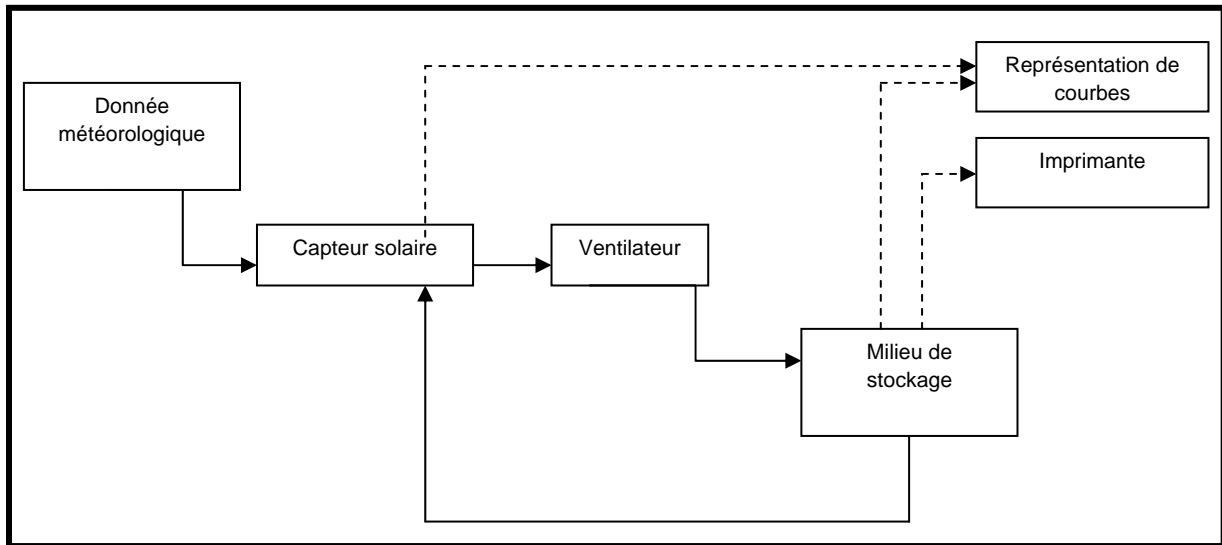 Donnée
météorologique
Représentation de
courbes
Imprimante
Capteur solaire
Ventilateur
Milieu de
stockage